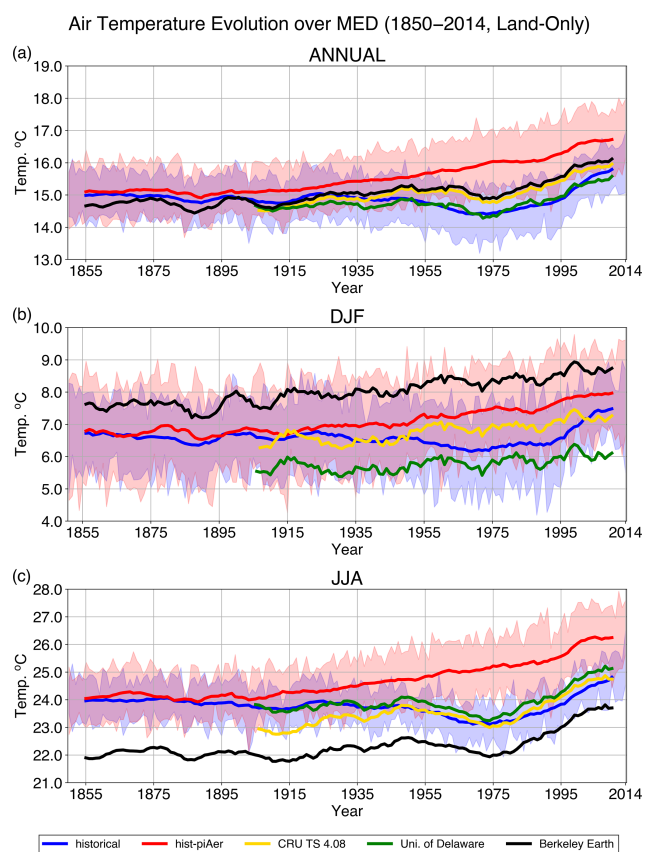 Air Temperature Evolution over MED (1850−2014, Land-Only)
(a)
ANNUAL
19.0
18.0
17.0
16.0
15.0
14.0
13.0
Temp. ºC
1855 1875 1895 1915 1935 1955 1975 1995 2014
Year
(b)
DJF
10.0
9.0
8.0
7.0
6.0
5.0
4.0
Temp. ºC
1855 1875 1895 1915 1935 1955 1975 1995 2014
Year
(c)
JJA
28.0
27.0
26.0
25.0
24.0
23.0
22.0
21.0
Temp. ºC
1855 1875 1895 1915 1935 1955 1975 1995 2014
Year
historical hist-piAer CRU TS 4.08 Uni. of Delaware Berkeley Earth